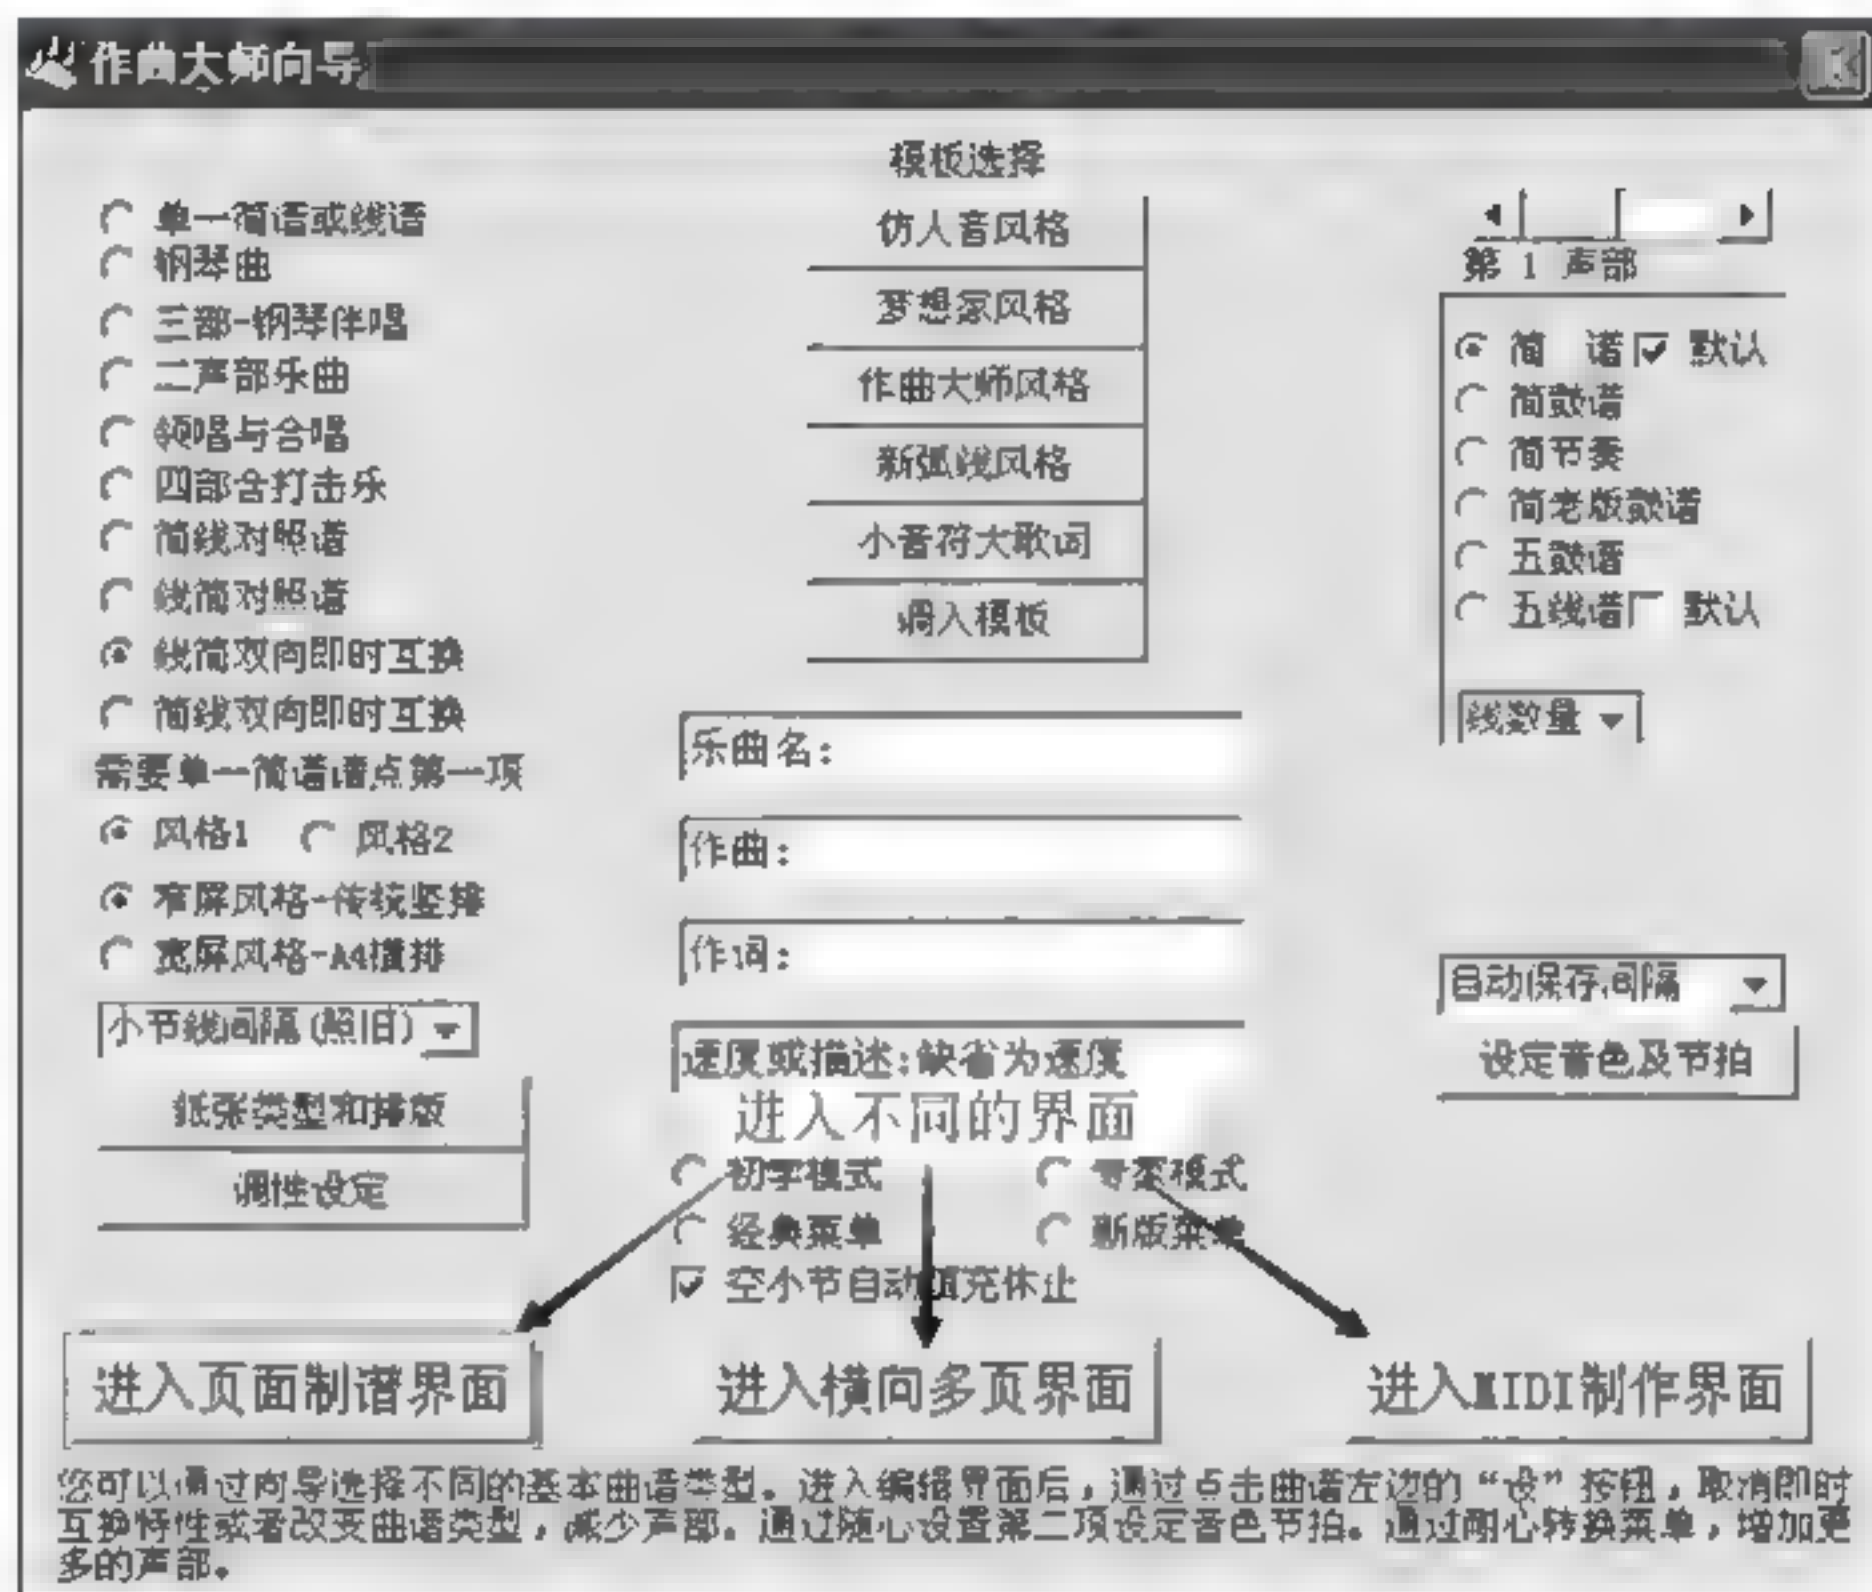 作曲大师向导
模板选择
单一简谱或线谱
钢琴曲
三部-钢琴伴唱
二声部乐曲
领唱与合唱
四部含打击乐
简线对照谱
线简对照谱
线简双向即时互换
简线双向即时互换
需要单一简谱请点第一项
风格1 风格2
窄屏风格-传统竖排
宽屏风格-A4横排
小节线间隔(照旧)
纸张类型和排版
调性设定
仿人音风格
梦想家风格
作曲大师风格
新弧线风格
小音符大歌词
调入模板
乐曲名:
作曲:
作词:
速度或描述:缺省为速度
进入不同的界面
初学模式 专家模式
经典菜单 新版菜单
空小节自动填充休止
第 1 声部
简 谱 默认
简鼓谱
简节奏
简老版鼓谱
五鼓谱
五线谱 默认
线数量
自动保存间隔
设定音色及节拍
进入页面制谱界面 进入横向多页界面 进入MIDI制作界面
您可以通过向导选择不同的基本曲谱类型。进入编辑界面后，通过点击曲谱左边的“设”按钮，取消即时
互换特性或者改变曲谱类型，减少声部。通过随心设置第二项设定音色节拍。通过耐心转换菜单，增加更
多的声部。